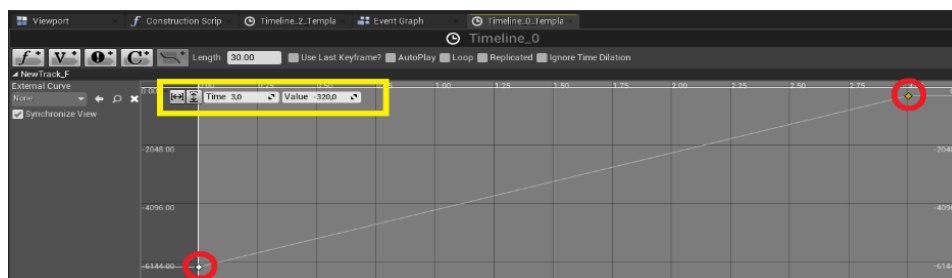 Viewport
Construction Scrip
Timeline_2_Templa
Event Graph
Timeline_0_Templa
Timeline_0
Length 30.00 Use Last Keyframe? AutoPlay Loop Replicated Ignore Time Dilation
NewTrack_F
External Curve
None
Synchronize View
Time 3,0 Value -320,0
1.00 1.25 1.50 1.75 2.00 2.25 2.50 2.75
-2048.00
-4096.00
-6144.00